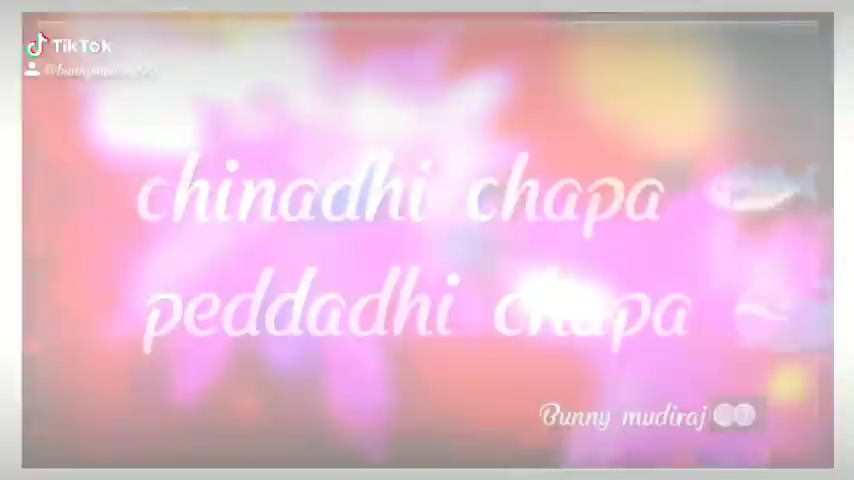 TikTok
chinadhi chapa
peddadhi chapa
Bunny mudiraj